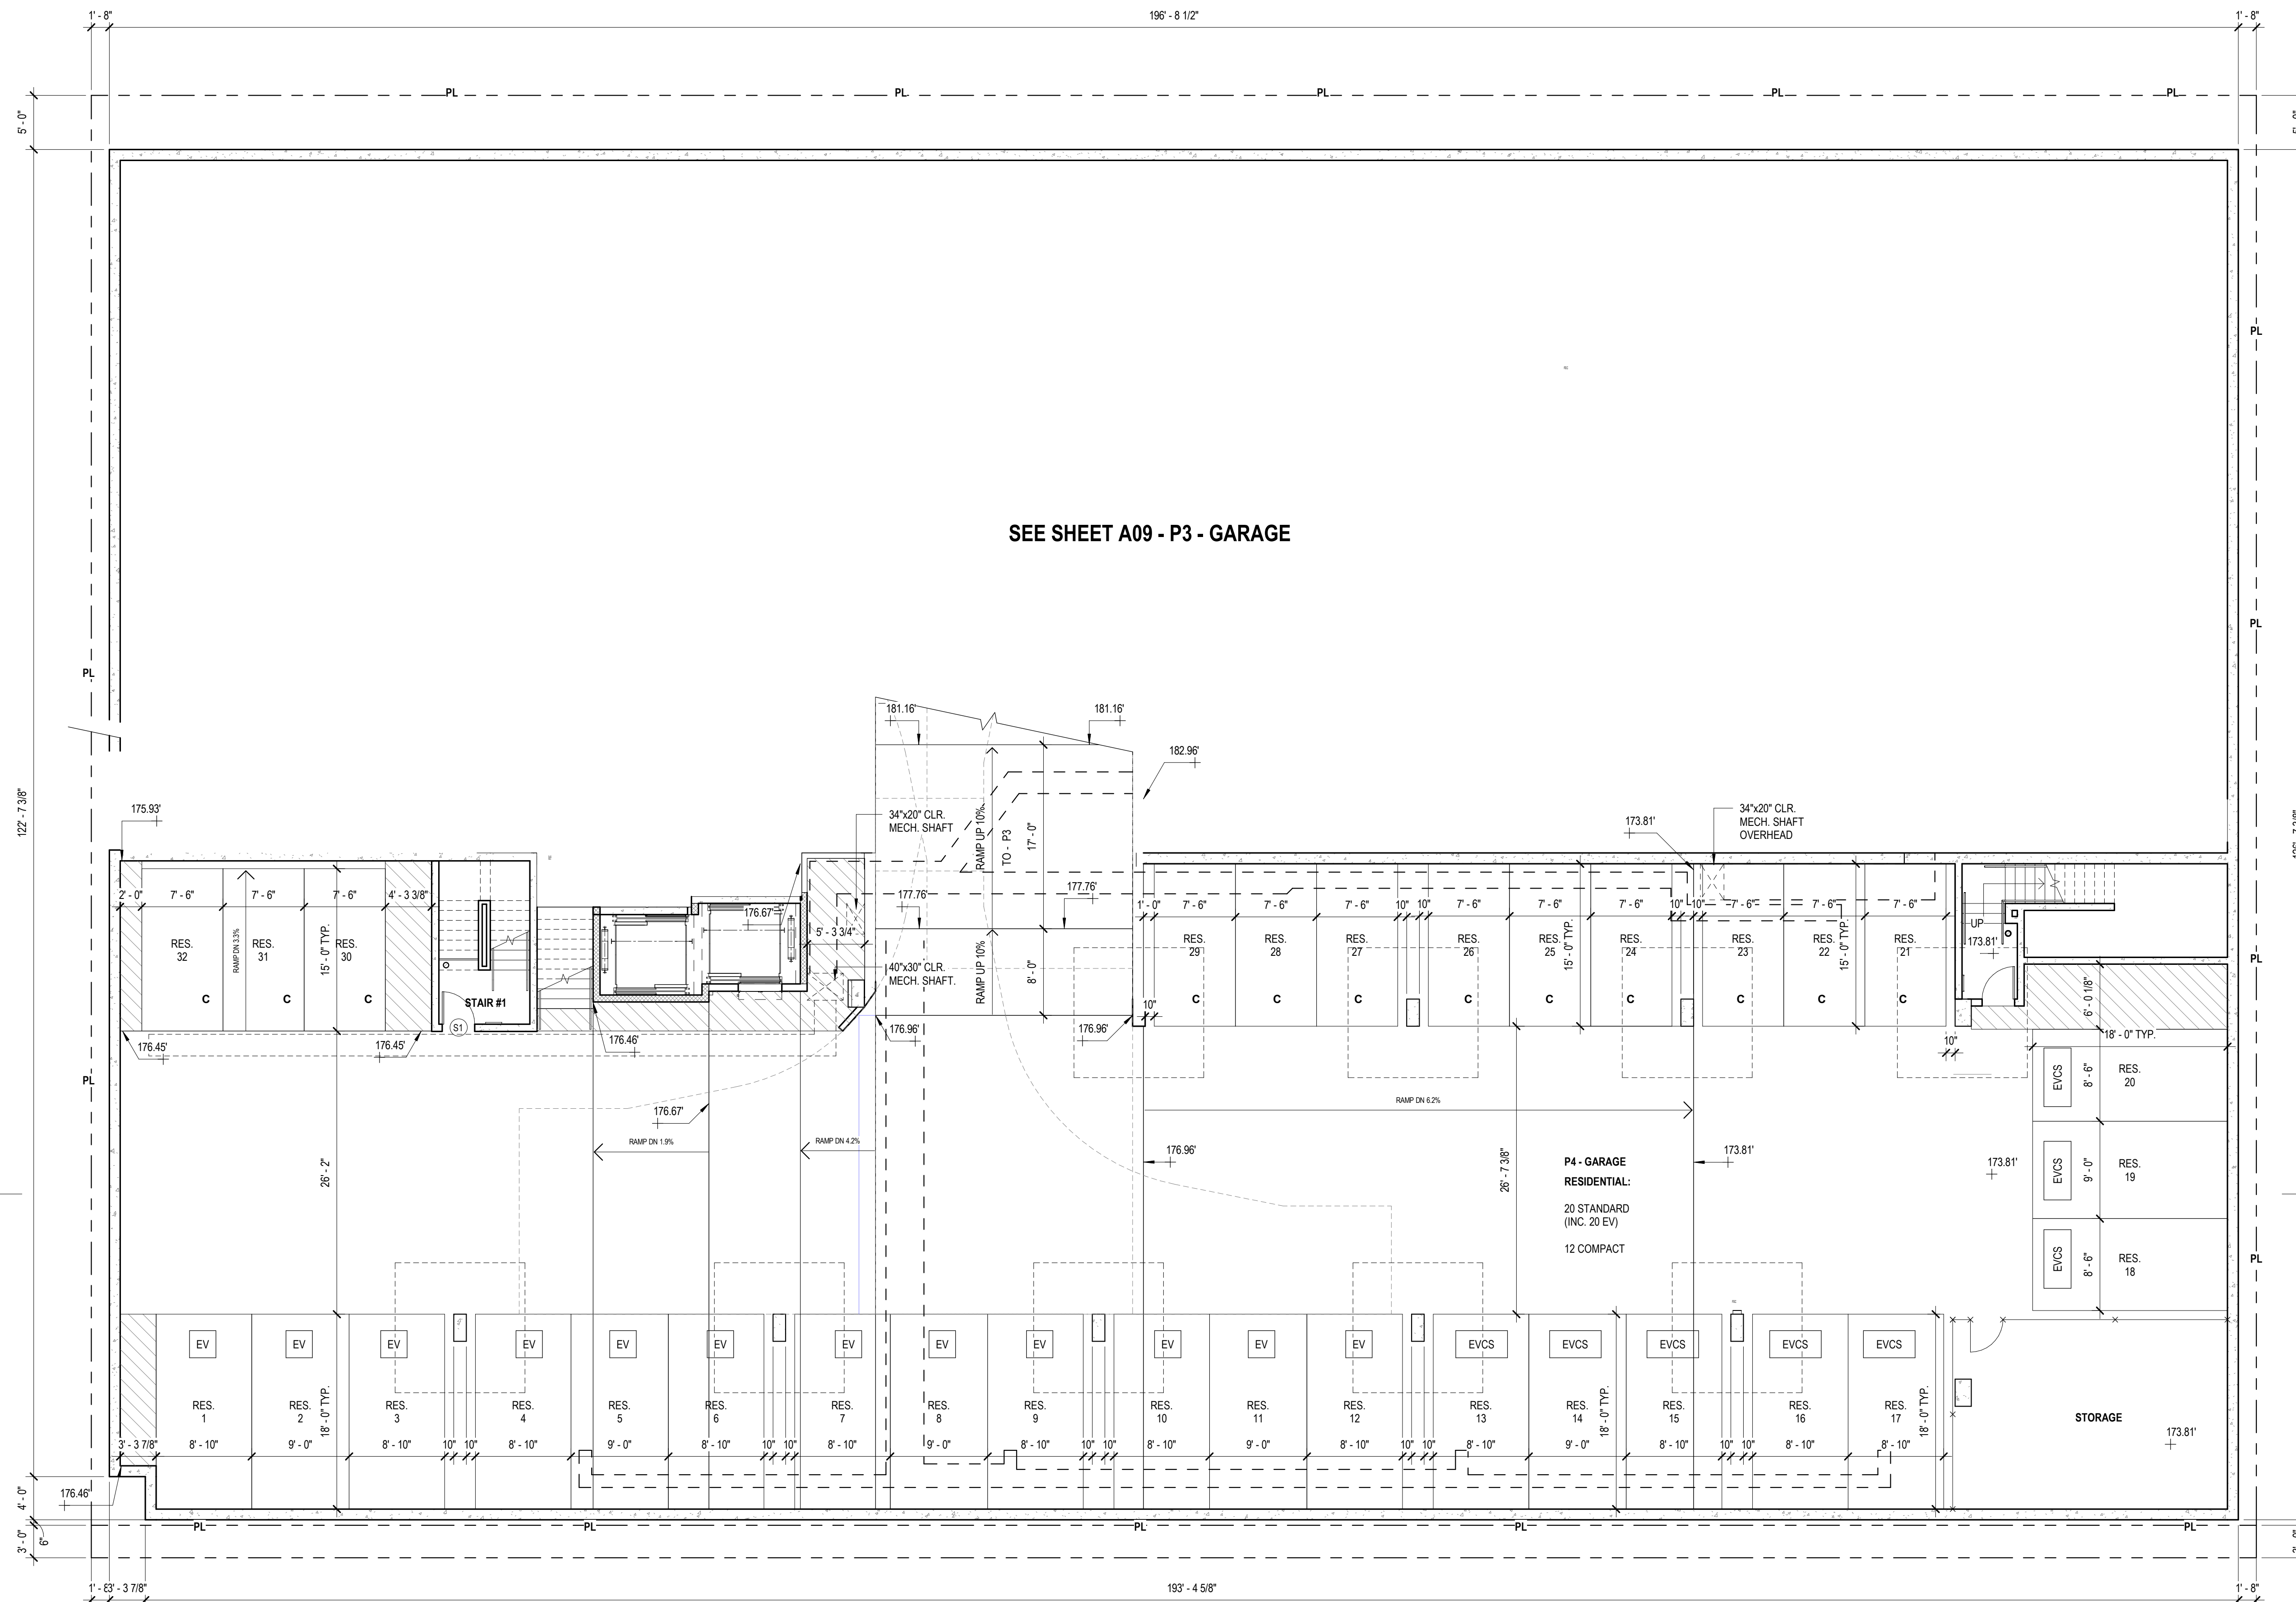 1' - 8"
196' - 8 1/2"
1' - 8"
PL
PL
PL
PL
PL
5' - 0"
PL
SEE SHEET A09 - P3 - GARAGE
PL
PL
122' - 7 3/8"
181.16'
181.16'
182.96'
175.93'
34"x20" CLR.
MECH. SHAFT
RAMP UP 10%
TO - P3
17' - 0"
173.81'
34"x20" CLR.
MECH. SHAFT
OVERHEAD
2' - 0"
7' - 6"
7' - 6"
7' - 6"
4' - 3 3/8"
176.67'
177.76'
177.76'
1' - 0"
7' - 6"
7' - 6"
7' - 6"
10"
10"
7' - 6"
7' - 6"
7' - 6"
10"
10"
7' - 6"
7' - 6"
7' - 6"
UP
173.81'
5' - 3 3/4"
RES.
32
RAMP DN 3.3%
RES.
31
15' - 0" TYP.
RES.
30
RES.
29
RES.
28
RES.
27
RES.
26
RES.
25
15' - 0" TYP.
RES.
24
RES.
23
RES.
22
15' - 0" TYP.
RES.
21
PL
40"x30" CLR.
MECH. SHAFT.
RAMP UP 10%
8' - 0"
C
C
C
STAIR #1
S1
C
C
C
C
C
C
C
C
C
10"
6' - 0 1/8"
176.45'
176.45'
176.46'
176.96'
176.96'
10"
18' - 0" TYP.
PL
EVCS
8' - 6"
RES.
20
176.67'
RAMP DN 6.2%
RAMP DN 1.9%
RAMP DN 4.2%
26' - 2"
176.96'
26' - 7 3/8"
173.81'
173.81'
P4 - GARAGE
RESIDENTIAL:
20 STANDARD
(INC. 20 EV)
12 COMPACT
EVCS
9' - 0"
RES.
19
EVCS
8' - 6"
RES.
18
PL
EV
EV
EV
EV
EV
EV
EV
EV
EV
EV
EV
EV
EVCS
EVCS
EVCS
EVCS
EVCS
RES.
1
RES.
2
18' - 0" TYP.
RES.
3
RES.
4
RES.
5
RES.
6
RES.
7
RES.
8
RES.
9
RES.
10
RES.
11
RES.
12
RES.
13
RES.
14
18' - 0" TYP.
RES.
15
RES.
16
RES.
17
18' - 0" TYP.
STORAGE
173.81'
3' - 3 7/8"
8' - 10"
9' - 0"
8' - 10"
10"
10"
8' - 10"
9' - 0"
8' - 10"
10"
10"
8' - 10"
9' - 0"
8' - 10"
10"
10"
8' - 10"
9' - 0"
8' - 10"
10"
10"
8' - 10"
9' - 0"
8' - 10"
10"
10"
8' - 10"
8' - 10"
176.46'
4' - 0"
3' - 0"
6"
PL
PL
PL
PL
PL
3' - 3 7/8"
193' - 4 5/8"
1' - 8"